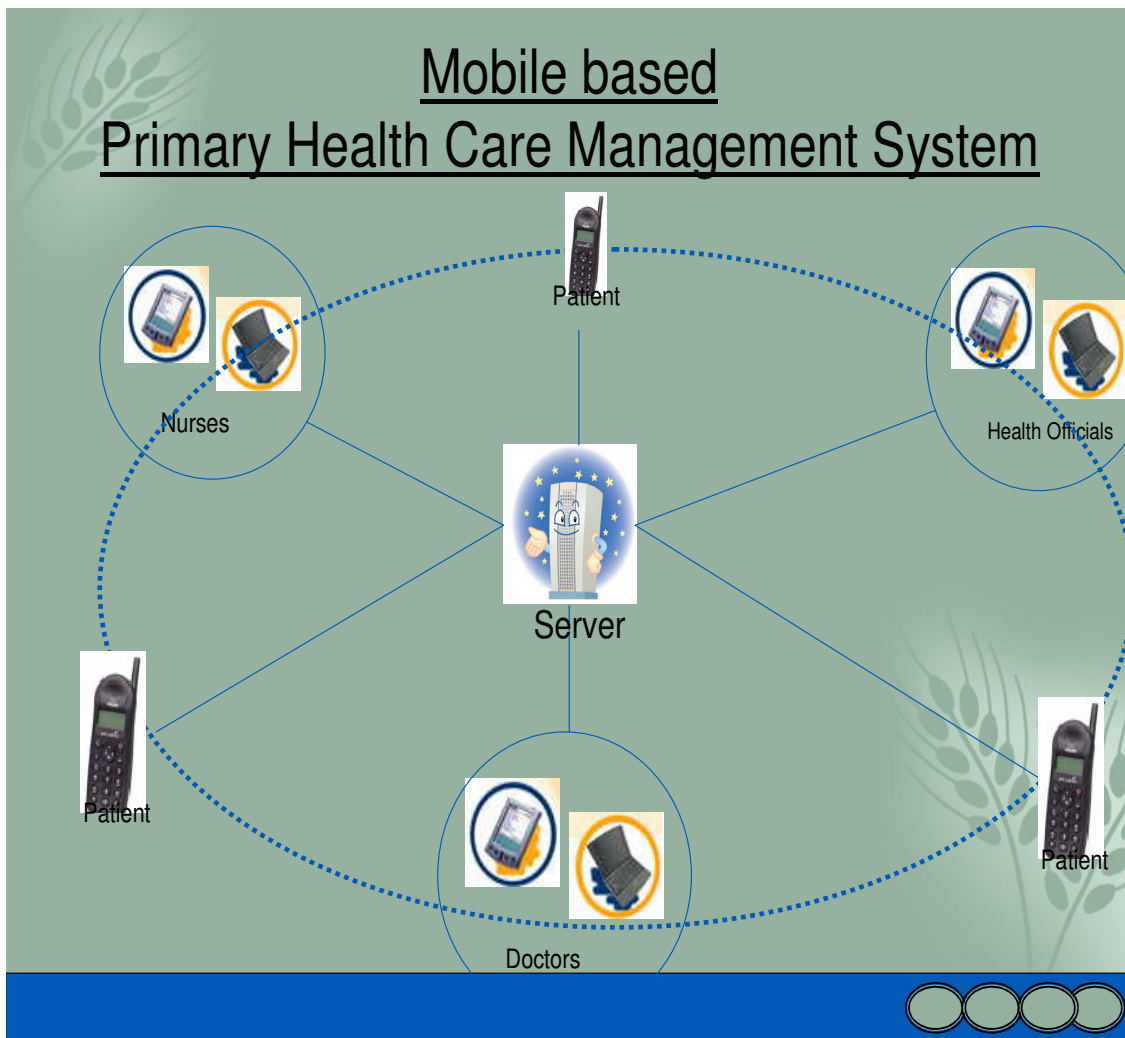 Mobile based
Primary Health Care Management System
Patient
Nurses
Health Officials
Server
Patient
Patient
Doctors